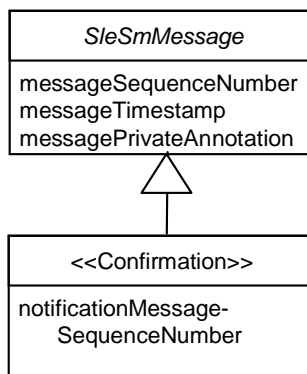 SleSmMessage
messageSequenceNumber
messageTimestamp
messagePrivateAnnotation
<<Confirmation>>
notificationMessage-
SequenceNumber